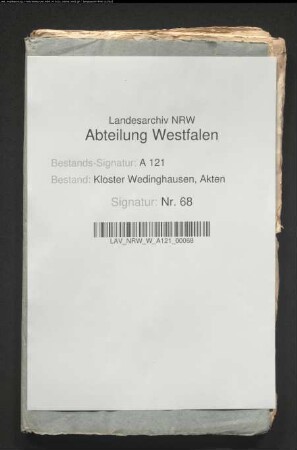 Landesarchiv NRW
Abteilung Westfalen
Bestands-Signatur: A 121
Bestand: Kloster Wedinghausen, Akten
Signatur: Nr. 68
LAV_NRW_W_A121_00068